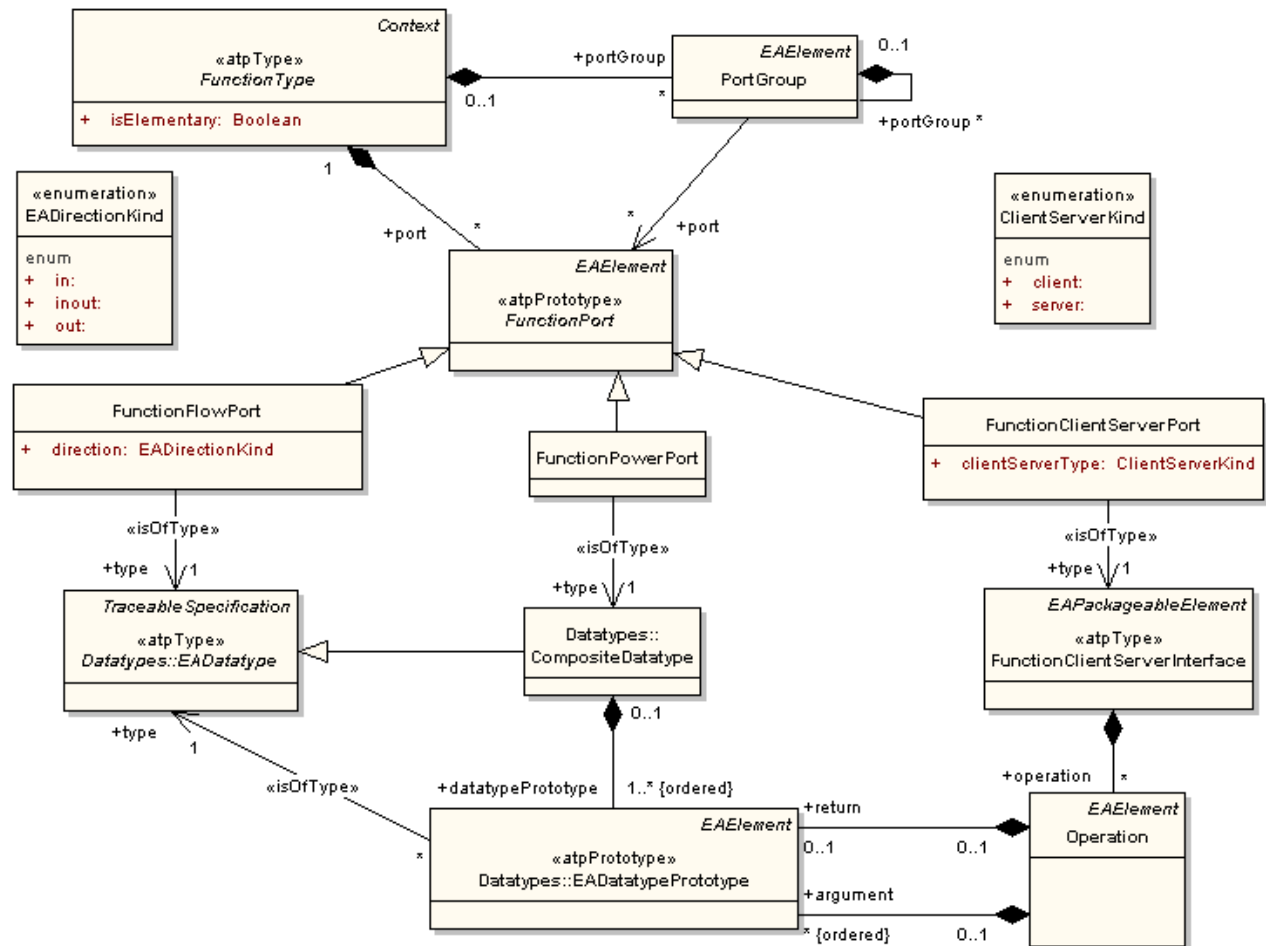 Context
«atpType»
FunctionType
+ isElementary: Boolean
+portGroup
0..1
*
EAElement
PortGroup
0..1
+portGroup *
1
+port
*
*
+port
«enumeration»
EADirectionKind
enum
+ in:
+ inout:
+ out:
«enumeration»
ClientServerKind
enum
+ client:
+ server:
EAElement
«atpPrototype»
FunctionPort
FunctionFlowPort
+ direction: EADirectionKind
FunctionPowerPort
FunctionClientServerPort
+ clientServerType: ClientServerKind
«isOfType»
+type 1
«isOfType»
+type 1
«isOfType»
+type 1
TraceableSpecification
«atpType»
Datatypes::EADatatype
Datatypes::
CompositeDatatype
EAPackageableElement
«atpType»
FunctionClientServerInterface
+type
1
«isOfType»
*
0..1
+datatypePrototype
1..* {ordered}
+operation
*
EAElement
«atpPrototype»
Datatypes::EADatatypePrototype
+return
0..1
0..1
+argument
* {ordered}
0..1
EAElement
Operation